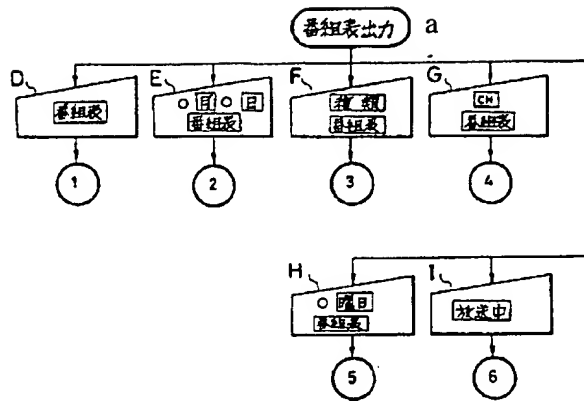 番組表出力 a
D E F G
番組表
○月○日
番組表
種類
番組表
CH
番組表
1 2 3 4
H I
○曜日
番組表
放送中
5 6